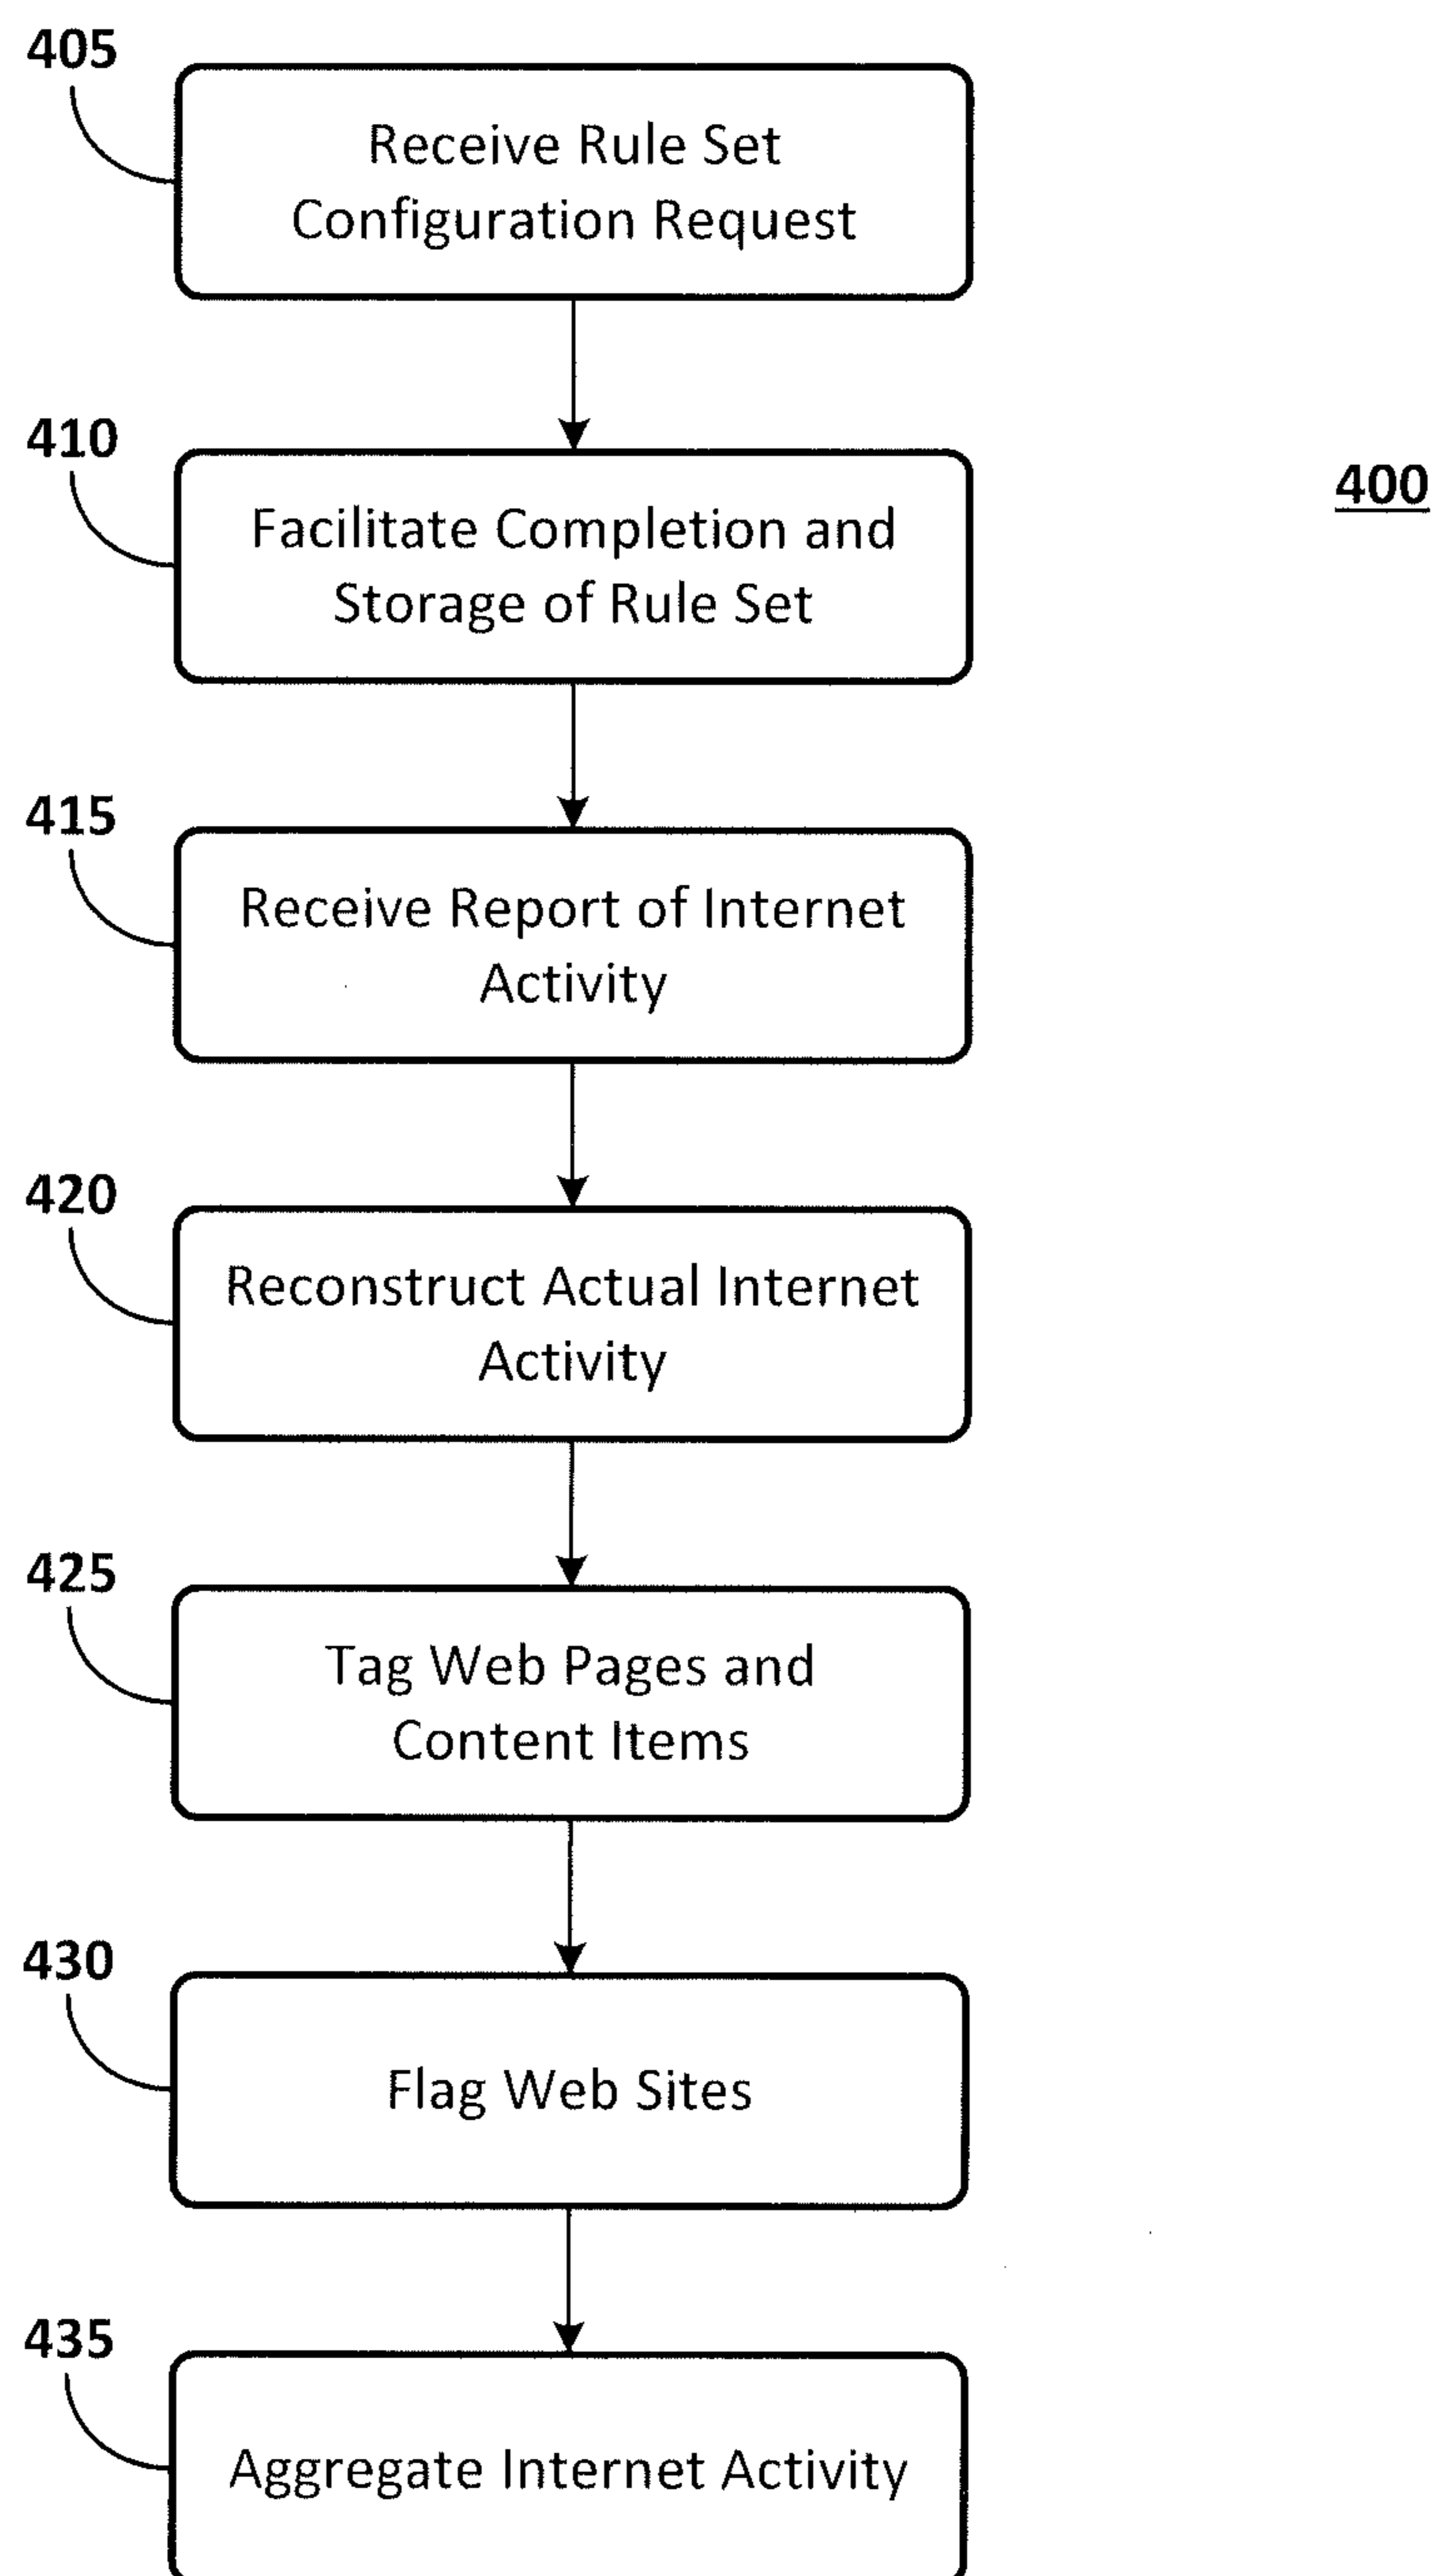 405
Receive Rule Set
Configuration Request
410
Facilitate Completion and
Storage of Rule Set
400
415
Receive Report of Internet
Activity
420
Reconstruct Actual Internet
Activity
425
Tag Web Pages and
Content Items
430
Flag Web Sites
435
Aggregate Internet Activity